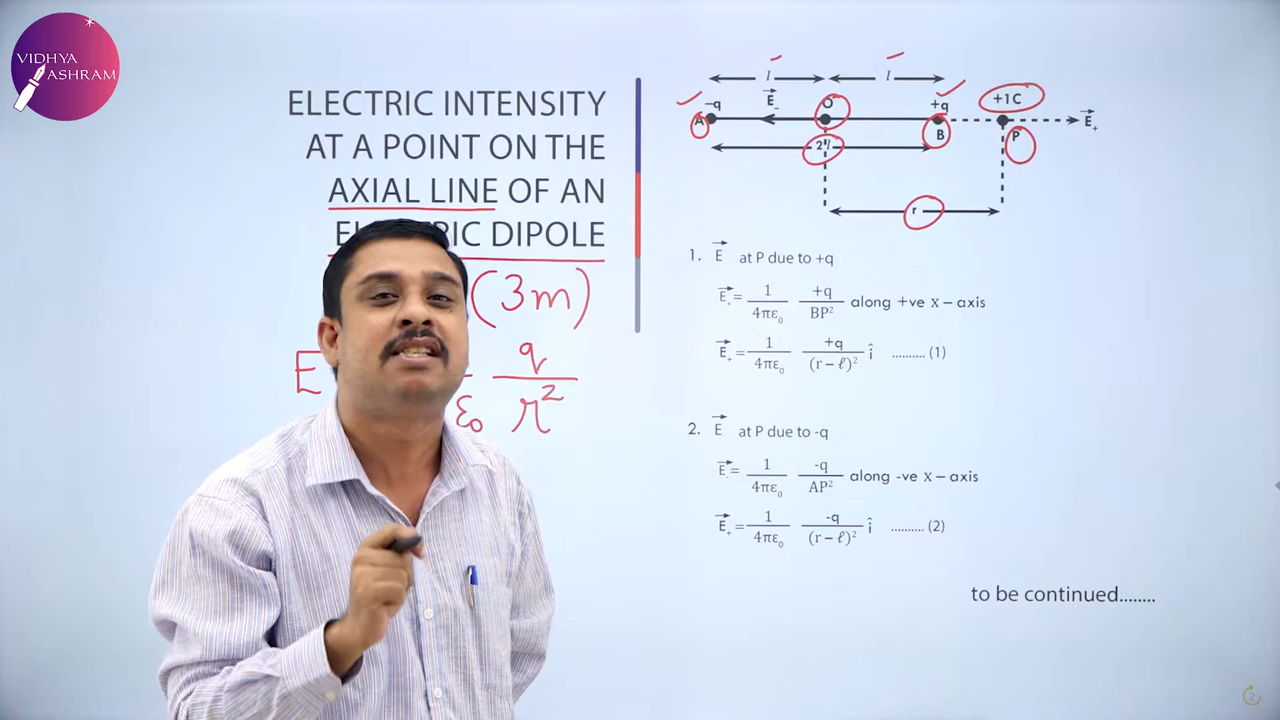 VIDHYA
ASHRAM
ELECTRIC INTENSITY
AT A POINT ON THE
AXIAL LINE OF AN
DIPOLE
(3m)
E
q
ε₀ r²
l l
-q E⃗₋ O +q +1C
A B P E⃗₊
2l
r
1. E⃗ at P due to +q
E⃗₊ = 1/4πε₀ +q/BP² along +ve x – axis
E⃗₊ = 1/4πε₀ +q/(r – ℓ)² î .......... (1)
2. E⃗ at P due to -q
E⃗ = 1/4πε₀ -q/AP² along -ve x – axis
E⃗₊ = 1/4πε₀ -q/(r – ℓ)² î .......... (2)
to be continued........
2